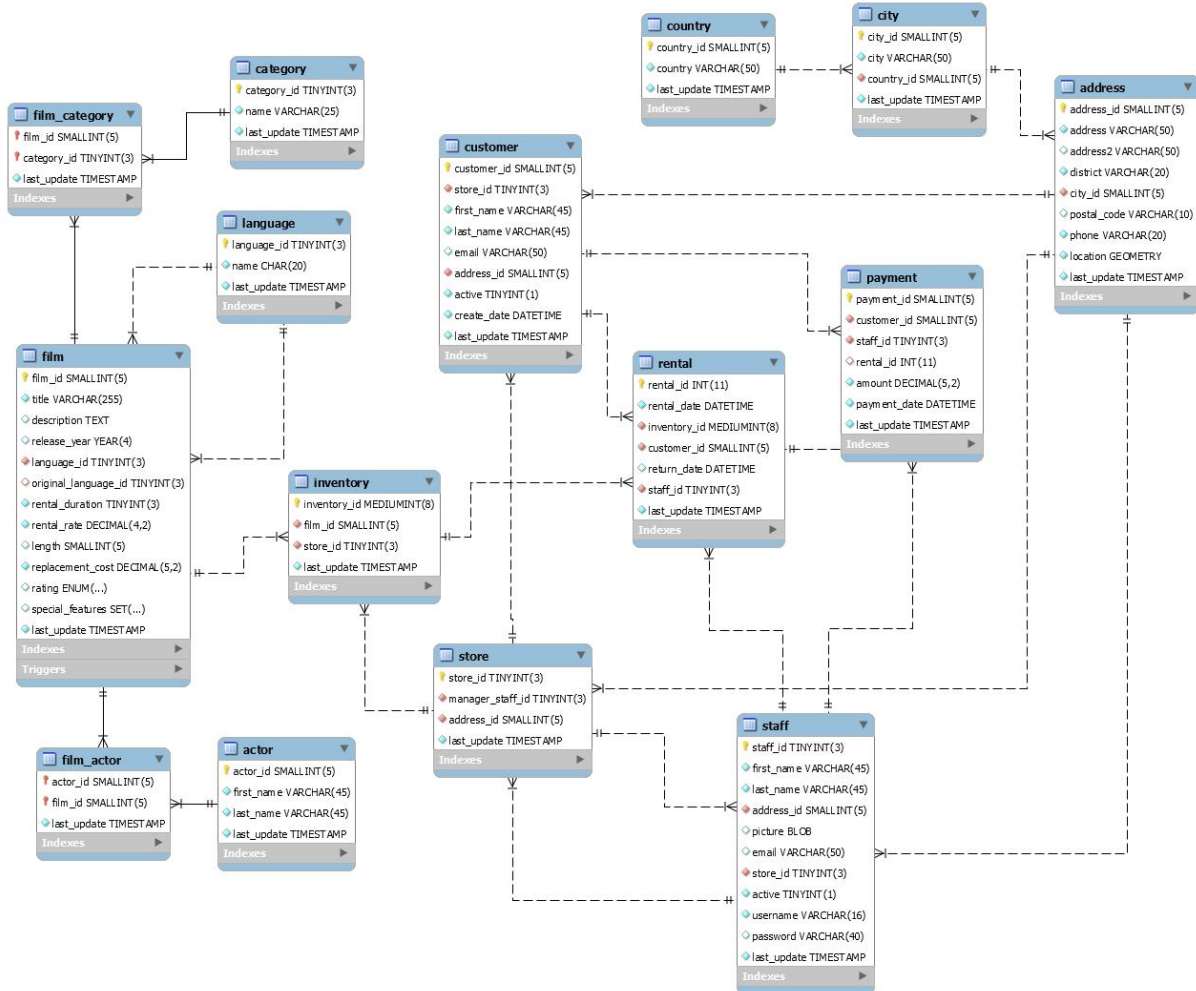 country
country_id SMALLINT(5)
country VARCHAR(50)
last_update TIMESTAMP
Indexes
city
city_id SMALLINT(5)
city VARCHAR(50)
country_id SMALLINT(5)
last_update TIMESTAMP
Indexes
address
address_id SMALLINT(5)
address VARCHAR(50)
address2 VARCHAR(50)
district VARCHAR(20)
city_id SMALLINT(5)
postal_code VARCHAR(10)
phone VARCHAR(20)
location GEOMETRY
last_update TIMESTAMP
Indexes
category
category_id TINYINT(3)
name VARCHAR(25)
last_update TIMESTAMP
Indexes
film_category
film_id SMALLINT(5)
category_id TINYINT(3)
last_update TIMESTAMP
Indexes
customer
customer_id SMALLINT(5)
store_id TINYINT(3)
first_name VARCHAR(45)
last_name VARCHAR(45)
email VARCHAR(50)
address_id SMALLINT(5)
active TINYINT(1)
create_date DATETIME
last_update TIMESTAMP
Indexes
language
language_id TINYINT(3)
name CHAR(20)
last_update TIMESTAMP
Indexes
payment
payment_id SMALLINT(5)
customer_id SMALLINT(5)
staff_id TINYINT(3)
rental_id INT(11)
amount DECIMAL(5,2)
payment_date DATETIME
last_update TIMESTAMP
Indexes
film
film_id SMALLINT(5)
title VARCHAR(255)
description TEXT
release_year YEAR(4)
language_id TINYINT(3)
original_language_id TINYINT(3)
rental_duration TINYINT(3)
rental_rate DECIMAL(4,2)
length SMALLINT(5)
replacement_cost DECIMAL(5,2)
rating ENUM(...)
special_features SET(...)
last_update TIMESTAMP
Indexes
Triggers
rental
rental_id INT(11)
rental_date DATETIME
inventory_id MEDIUMINT(8)
customer_id SMALLINT(5)
return_date DATETIME
staff_id TINYINT(3)
last_update TIMESTAMP
Indexes
inventory
inventory_id MEDIUMINT(8)
film_id SMALLINT(5)
store_id TINYINT(3)
last_update TIMESTAMP
Indexes
store
store_id TINYINT(3)
manager_staff_id TINYINT(3)
address_id SMALLINT(5)
last_update TIMESTAMP
Indexes
staff
staff_id TINYINT(3)
first_name VARCHAR(45)
last_name VARCHAR(45)
address_id SMALLINT(5)
picture BLOB
email VARCHAR(50)
store_id TINYINT(3)
active TINYINT(1)
username VARCHAR(16)
password VARCHAR(40)
last_update TIMESTAMP
Indexes
film_actor
actor_id SMALLINT(5)
film_id SMALLINT(5)
last_update TIMESTAMP
Indexes
actor
actor_id SMALLINT(5)
first_name VARCHAR(45)
last_name VARCHAR(45)
last_update TIMESTAMP
Indexes